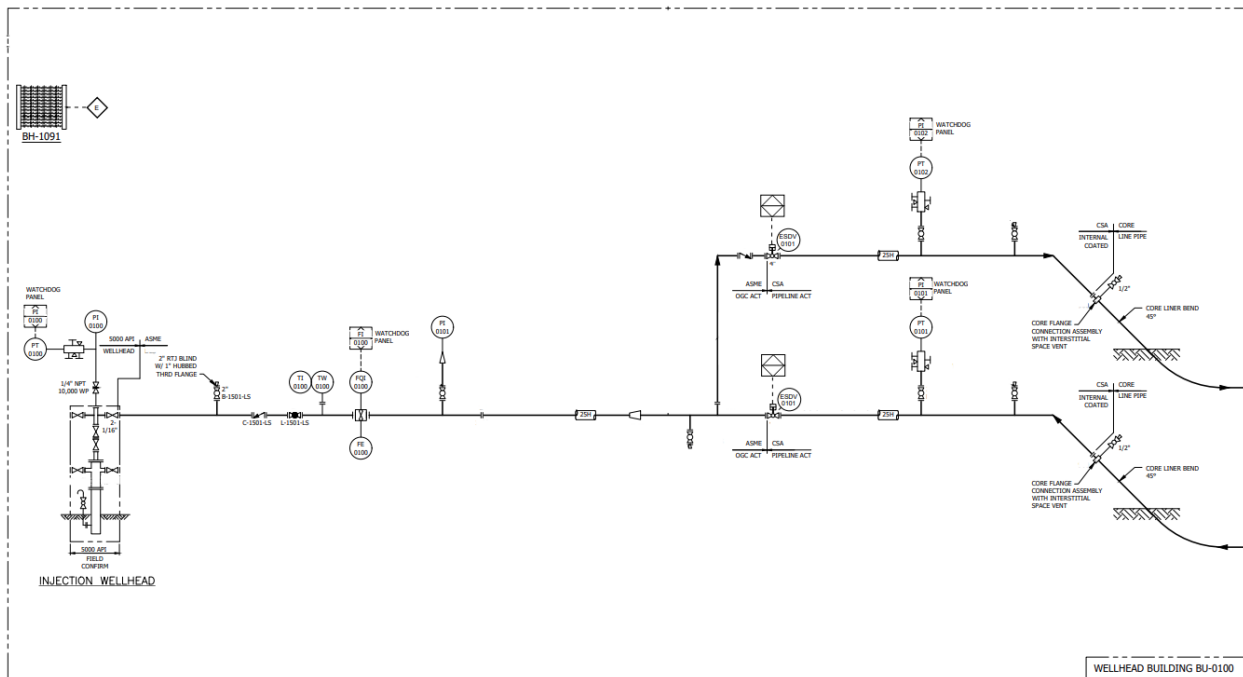 E
BH-1091
PI
0102
WATCHDOG
PANEL
PT
0102
ESDV
0101
6"
25H
ASME
CSA
OGC ACT
PIPELINE ACT
CSA
CORE
INTERNAL
COATED
LINE PIPE
1/2"
CORE FLANGE
CONNECTION ASSEMBLY
WITH INTERSTITIAL
SPACE VENT
CORE LINER BEND
45°
WATCHDOG
PANEL
PI
0100
PT
0100
PI
0100
5000 API
ASME
WELLHEAD
2" RTJ BLIND
W/ 1" HUBBED
THRD FLANGE
1/4" NPT
10,000 WP
2-
1/16"
2"
B-1501-LS
C-1501-LS
L-1501-LS
TI
0100
TW
0100
FI
0100
WATCHDOG
PANEL
FQI
0100
FE
0100
PI
0101
25H
PI
0101
WATCHDOG
PANEL
PT
0101
ESDV
0101
25H
ASME
CSA
OGC ACT
PIPELINE ACT
CSA
CORE
INTERNAL
COATED
LINE PIPE
1/2"
CORE FLANGE
CONNECTION ASSEMBLY
WITH INTERSTITIAL
SPACE VENT
CORE LINER BEND
45°
5000 API
FIELD
CONFIRM
INJECTION WELLHEAD
WELLHEAD BUILDING BU-0100